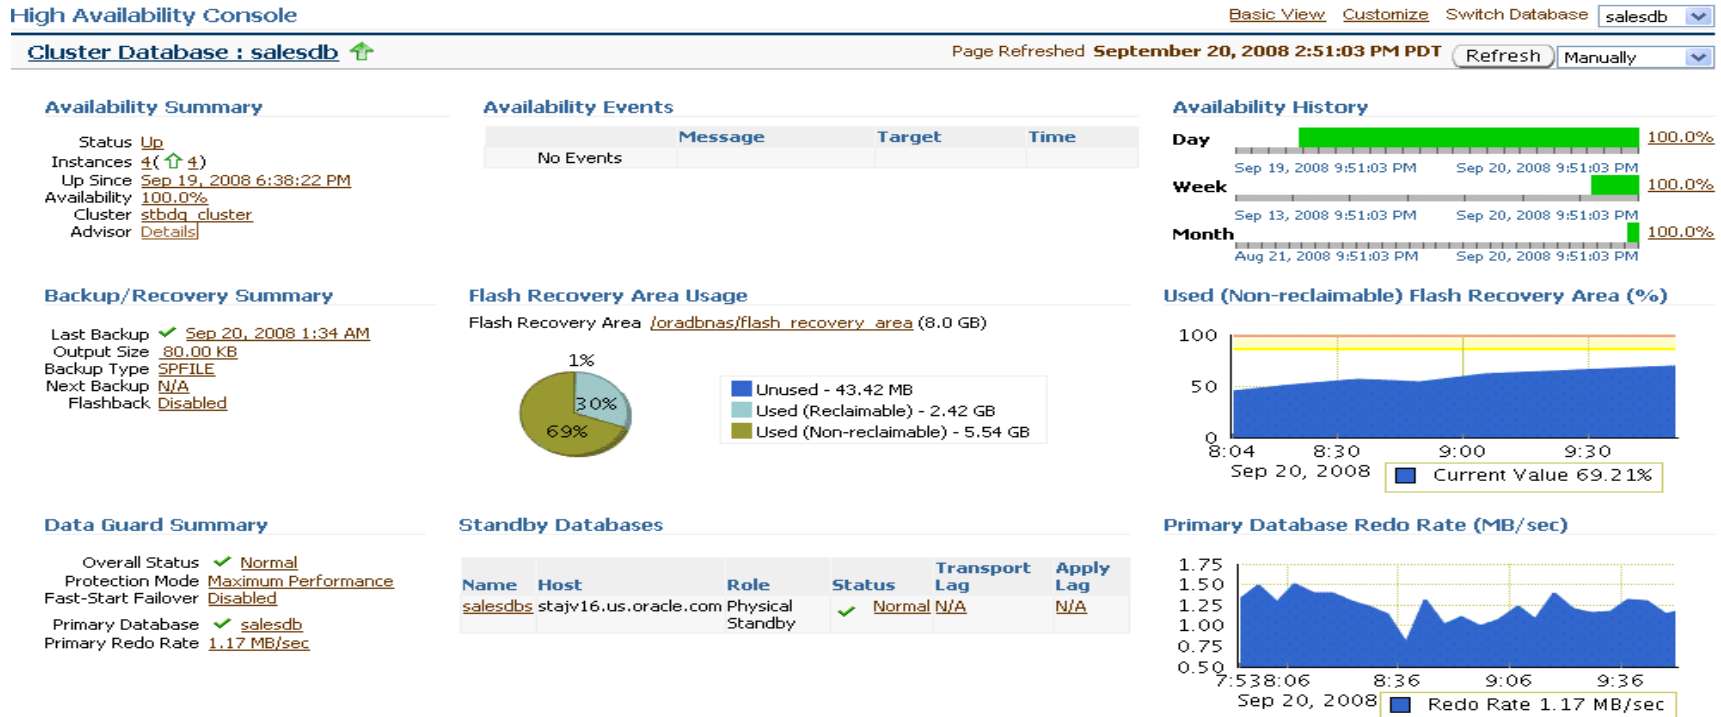 High Availability Console
Basic View Customize Switch Database salesdb
Cluster Database : salesdb
Page Refreshed September 20, 2008 2:51:03 PM PDT Refresh Manually
Availability Summary
Status Up
Instances 4( 4)
Up Since Sep 19, 2008 6:38:22 PM
Availability 100.0%
Cluster stbdg_cluster
Advisor Details
Availability Events
Message Target Time
No Events
Availability History
Day 100.0%
Sep 19, 2008 9:51:03 PM Sep 20, 2008 9:51:03 PM
Week 100.0%
Sep 13, 2008 9:51:03 PM Sep 20, 2008 9:51:03 PM
Month 100.0%
Aug 21, 2008 9:51:03 PM Sep 20, 2008 9:51:03 PM
Backup/Recovery Summary
Last Backup Sep 20, 2008 1:34 AM
Output Size 80.00 KB
Backup Type SPFILE
Next Backup N/A
Flashback Disabled
Flash Recovery Area Usage
Flash Recovery Area /oradbnas/flash_recovery_area (8.0 GB)
1%
30%
69%
Unused - 43.42 MB
Used (Reclaimable) - 2.42 GB
Used (Non-reclaimable) - 5.54 GB
Used (Non-reclaimable) Flash Recovery Area (%)
100
50
0
8:04 8:30 9:00 9:30
Sep 20, 2008 Current Value 69.21%
Data Guard Summary
Overall Status Normal
Protection Mode Maximum Performance
Fast-Start Failover Disabled
Primary Database salesdb
Primary Redo Rate 1.17 MB/sec
Standby Databases
Name Host Role Status Transport Lag Apply Lag
salesdbs stajv16.us.oracle.com Physical Standby Normal N/A N/A
Primary Database Redo Rate (MB/sec)
1.75
1.50
1.25
1.00
0.75
0.50
7:53 8:06 8:36 9:06 9:36
Sep 20, 2008 Redo Rate 1.17 MB/sec